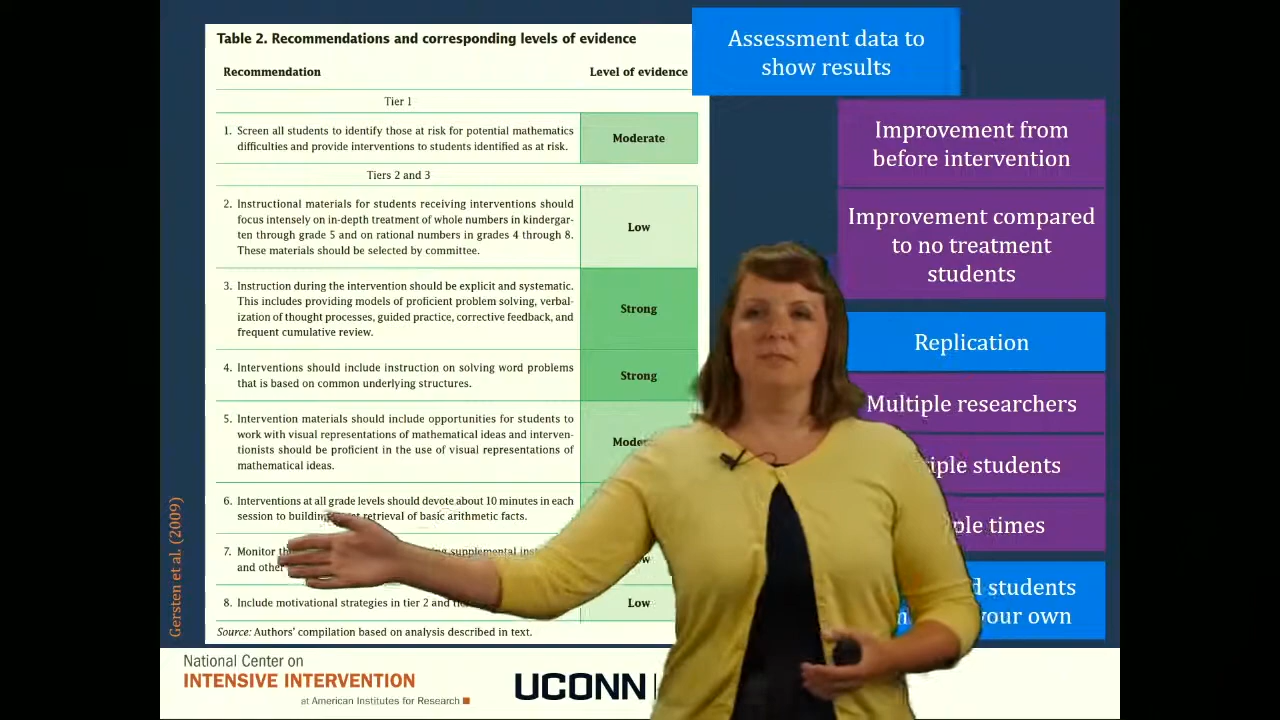 Table 2. Recommendations and corresponding levels of evidence
Recommendation
Level of evidence
Tier 1
1. Screen all students to identify those at risk for potential mathematics
difficulties and provide interventions to students identified as at risk.
Moderate
Tiers 2 and 3
2. Instructional materials for students receiving interventions should
focus intensely on in-depth treatment of whole numbers in kindergar-
ten through grade 5 and on rational numbers in grades 4 through 8.
These materials should be selected by committee.
Low
3. Instruction during the intervention should be explicit and systematic.
This includes providing models of proficient problem solving, verbal-
ization of thought processes, guided practice, corrective feedback, and
frequent cumulative review.
Strong
4. Interventions should include instruction on solving word problems
that is based on common underlying structures.
Strong
5. Intervention materials should include opportunities for students to
work with visual representations of mathematical ideas and interven-
tionists should be proficient in the use of visual representations of
mathematical ideas.
6. Interventions at all grade levels should devote about 10 minutes in each
session to building retrieval of basic arithmetic facts.
7. Monitor supplemental
and other
8. Include motivational strategies in tier 2 and
Low
Source: Authors' compilation based on analysis described in text.
Gersten et al. (2009)
Assessment data to
show results
Improvement from
before intervention
Improvement compared
to no treatment
students
Replication
Multiple researchers
students
times
students
your own
National Center on
INTENSIVE INTERVENTION
at American Institutes for Research
UCONN